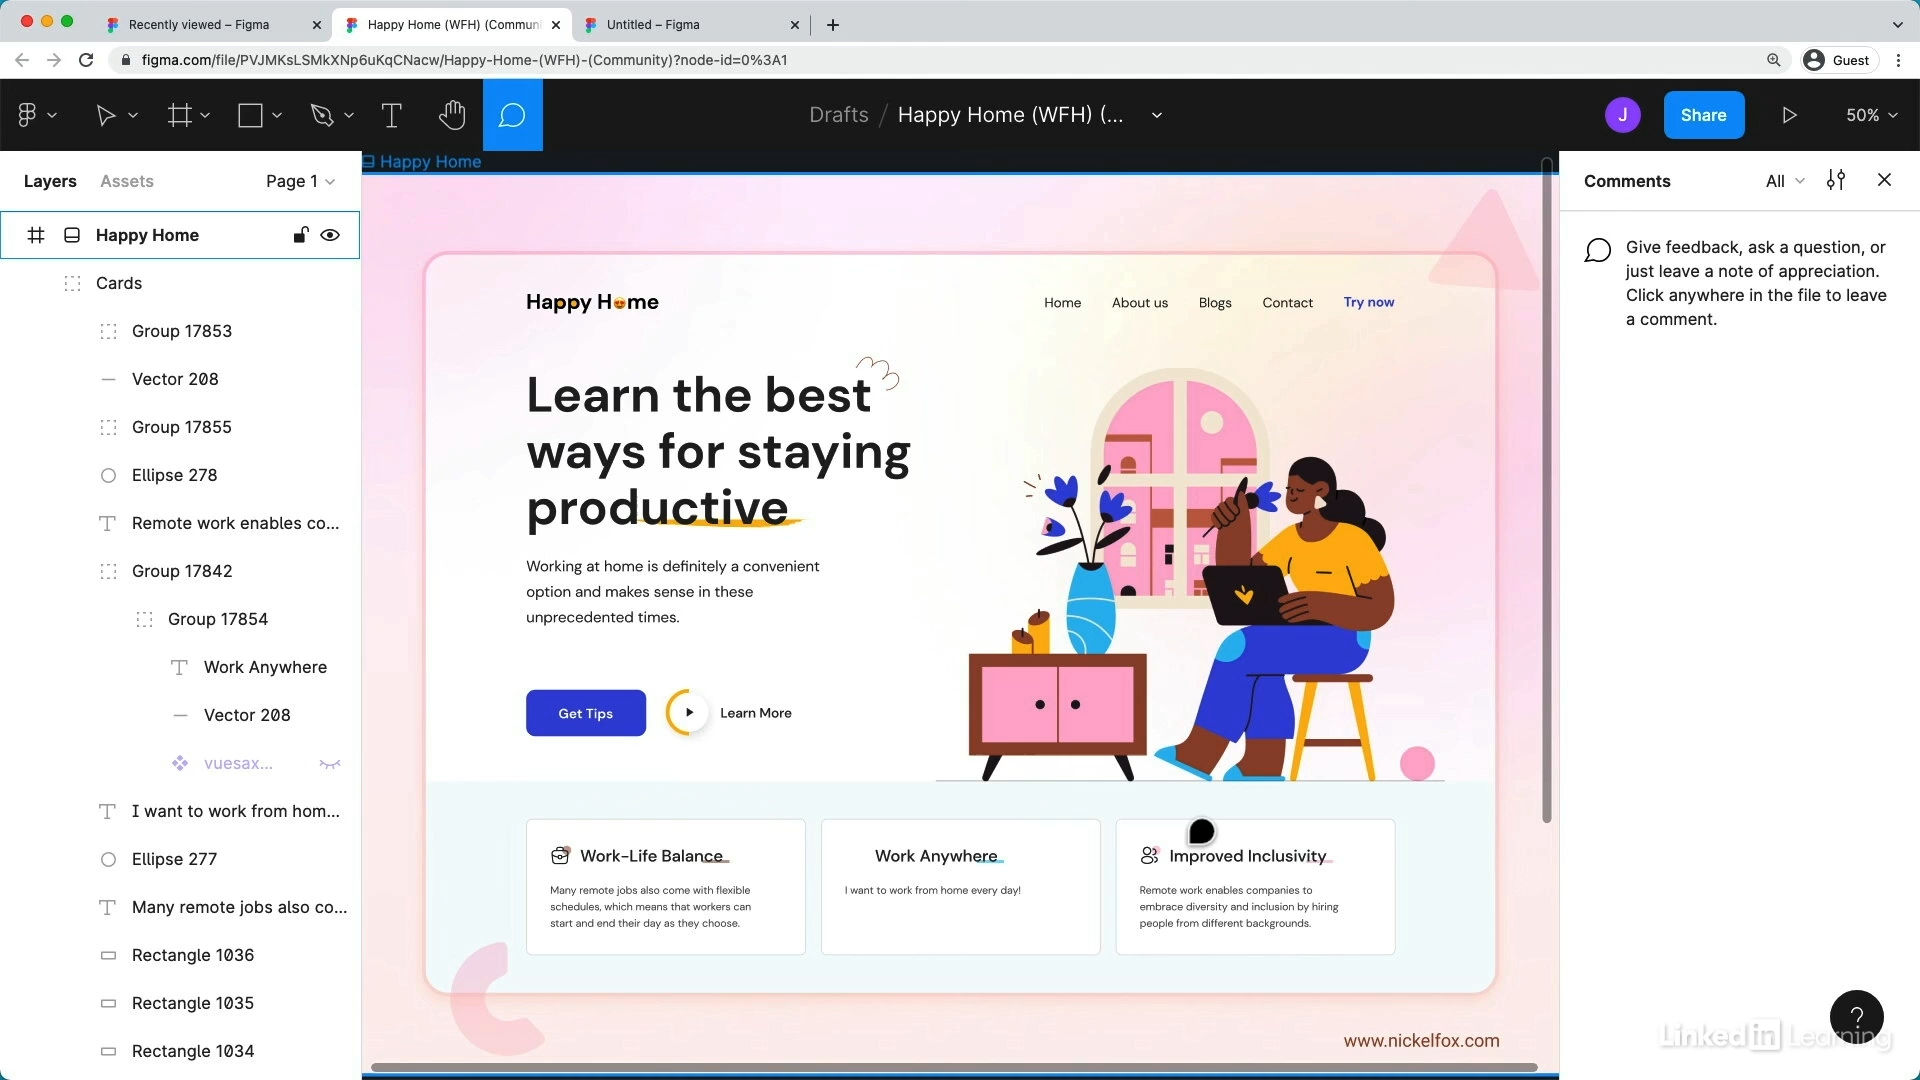 Recently viewed – Figma
Happy Home (WFH) (Commun
Untitled – Figma
figma.com/file/PVJMKsLSMkXNp6uKqCNacw/Happy-Home-(WFH)-(Community)?node-id=0%3A1
Guest
Drafts / Happy Home (WFH) (...
J
Share
50%
Layers
Assets
Page 1
Happy Home
Comments
All
Happy Home
Cards
Group 17853
Vector 208
Group 17855
Ellipse 278
Remote work enables co...
Group 17842
Group 17854
Work Anywhere
Vector 208
vuesax...
I want to work from hom...
Ellipse 277
Many remote jobs also co...
Rectangle 1036
Rectangle 1035
Rectangle 1034
Happy H😍me
Home
About us
Blogs
Contact
Try now
Learn the best
ways for staying
productive
Working at home is definitely a convenient
option and makes sense in these
unprecedented times.
Get Tips
Learn More
Work-Life Balance
Many remote jobs also come with flexible
schedules, which means that workers can
start and end their day as they choose.
Work Anywhere
I want to work from home every day!
Improved Inclusivity
Remote work enables companies to
embrace diversity and inclusion by hiring
people from different backgrounds.
www.nickelfox.com
Give feedback, ask a question, or
just leave a note of appreciation.
Click anywhere in the file to leave
a comment.
?
LinkedIn Learning